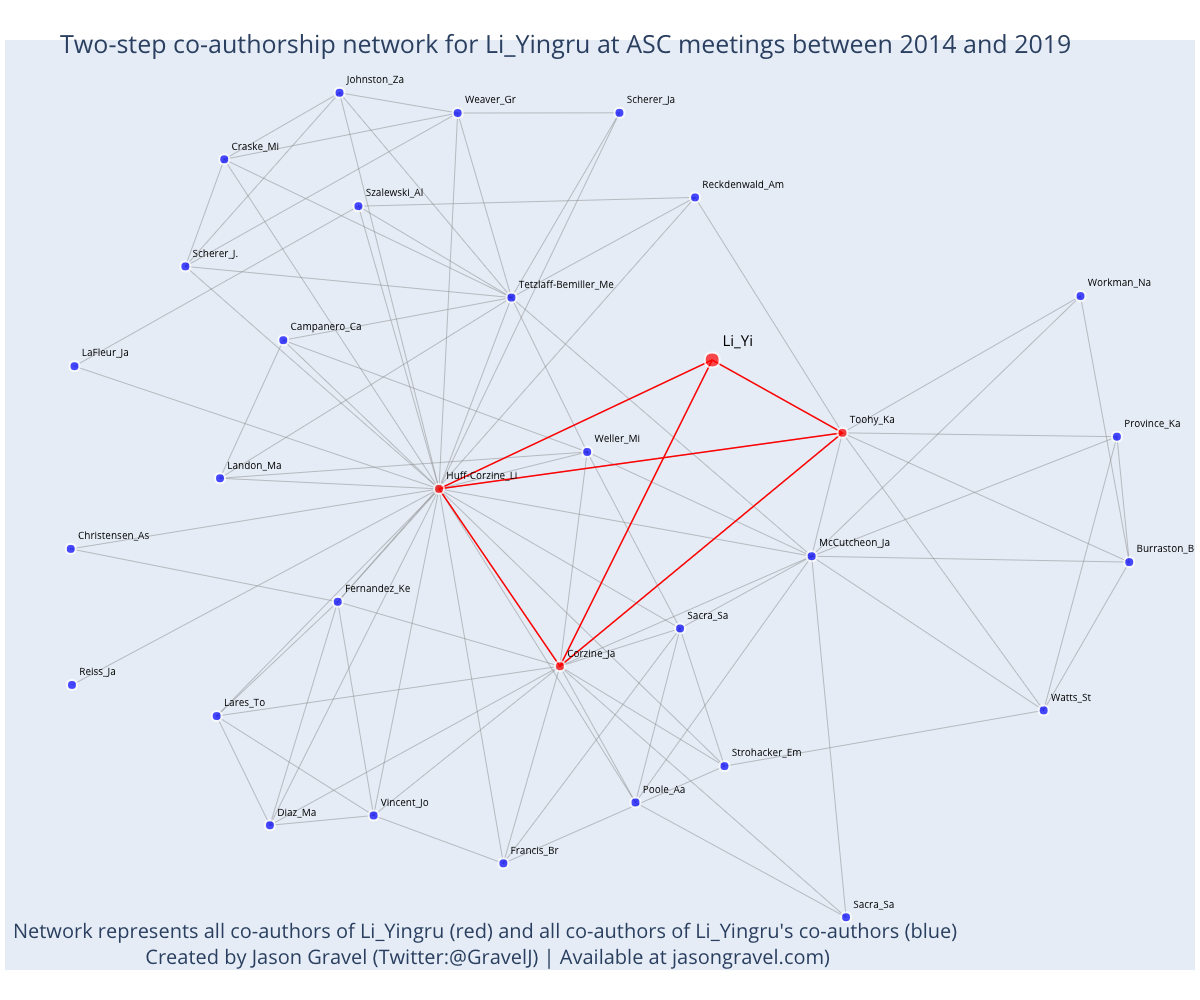 Two-step co-authorship network for Li_Yingru at ASC meetings between 2014 and 2019
Johnston_Za
Weaver_Gr
Scherer_Ja
Craske_Mi
Reckdenwald_Am
Szalewski_Al
Scherer_J.
Tetzlaff-Bemiller_Me
Workman_Na
Campanero_Ca
Li_Yi
LaFleur_Ja
Toohy_Ka
Province_Ka
Weller_Mi
Landon_Ma
Huff-Corzine_Li
Christensen_As
McCutcheon_Ja
Burraston_B
Fernandez_Ke
Sacra_Sa
Corzine_Ja
Reiss_Ja
Lares_To
Watts_St
Strohacker_Em
Poole_Aa
Vincent_Jo
Diaz_Ma
Francis_Br
Sacra_Sa
Network represents all co-authors of Li_Yingru (red) and all co-authors of Li_Yingru's co-authors (blue)
Created by Jason Gravel (Twitter:@GravelJ) | Available at jasongravel.com)